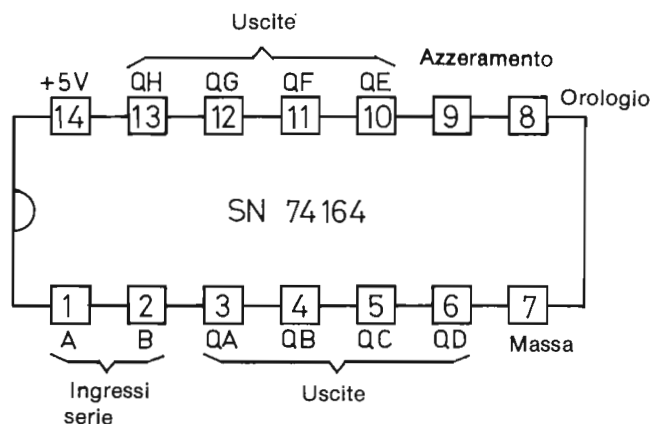 Uscite
+5V QH QG QF QE Azzeramento
Orologio
14 13 12 11 10 9 8
SN 74164
1 2 3 4 5 6 7
A B QA QB QC QD Massa
Ingressi
serie
Uscite